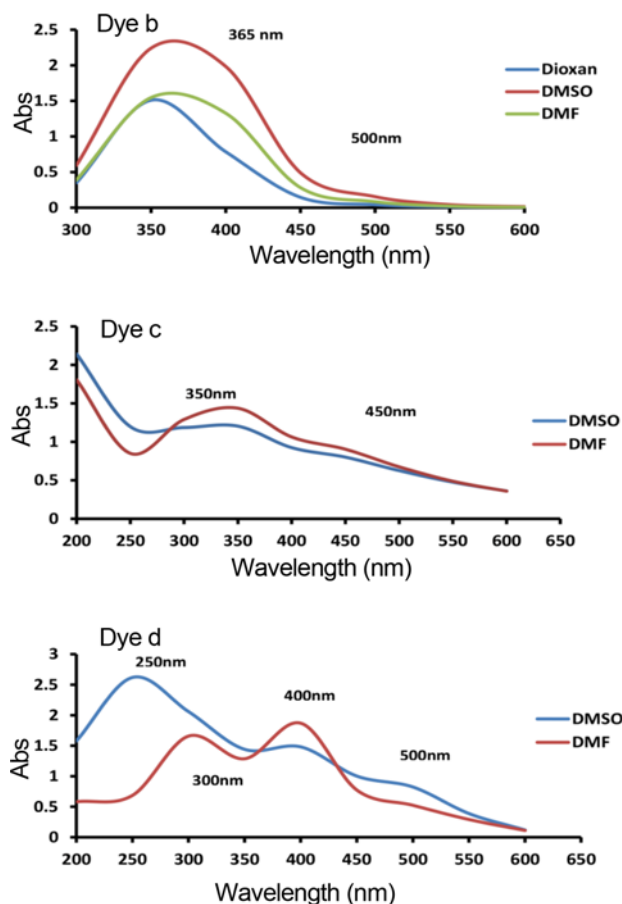 Dye b
365 nm
500nm
Dioxan
DMSO
DMF
Abs
2.5
2
1.5
1
0.5
0
300 350 400 450 500 550 600
Wavelength (nm)
Dye c
350nm
450nm
DMSO
DMF
Abs
2.5
2
1.5
1
0.5
0
200 250 300 350 400 450 500 550 600 650
Wavelength (nm)
Dye d
250nm
400nm
300nm
500nm
DMSO
DMF
Abs
3
2.5
2
1.5
1
0.5
0
200 250 300 350 400 450 500 550 600 650
Wavelength (nm)